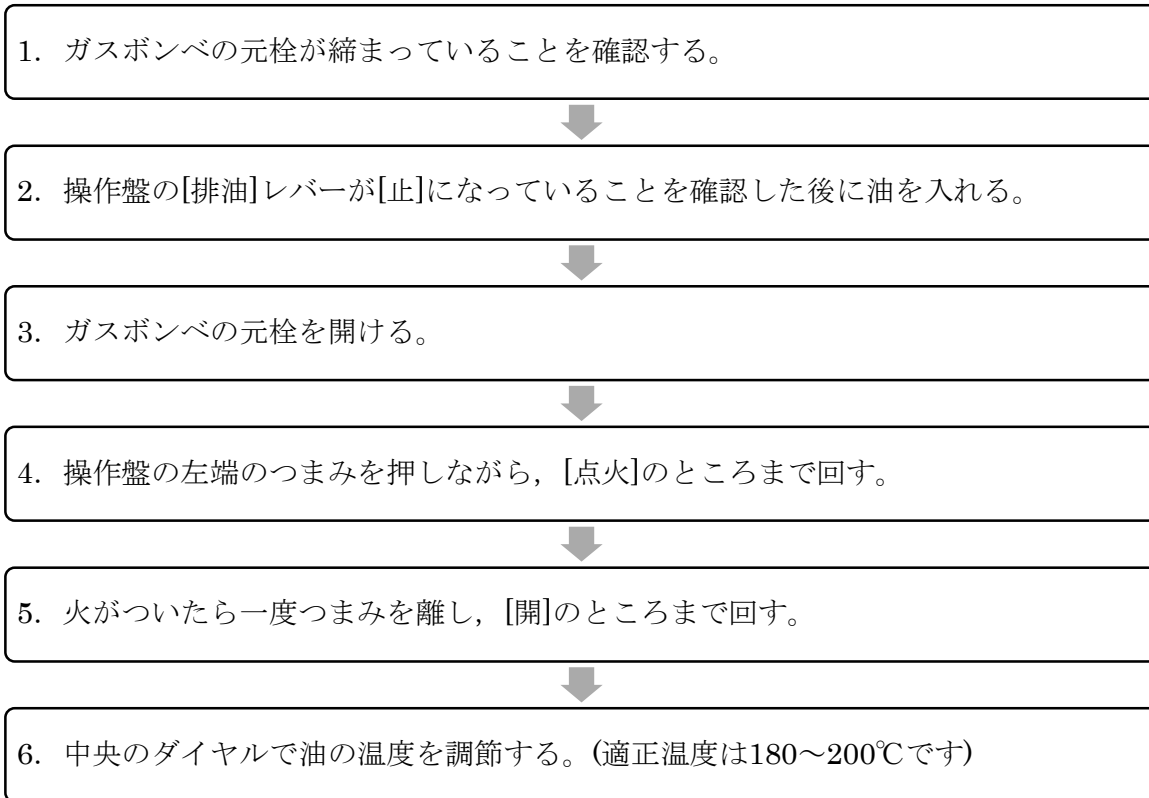 1. ガスボンベの元栓が締まっていることを確認する。
2. 操作盤の[排油]レバーが[止]になっていることを確認した後に油を入れる。
3. ガスボンベの元栓を開ける。
4. 操作盤の左端のつまみを押しながら，[点火]のところまで回す。
5. 火がついたら一度つまみを離し，[開]のところまで回す。
6. 中央のダイヤルで油の温度を調節する。(適正温度は180～200℃です)